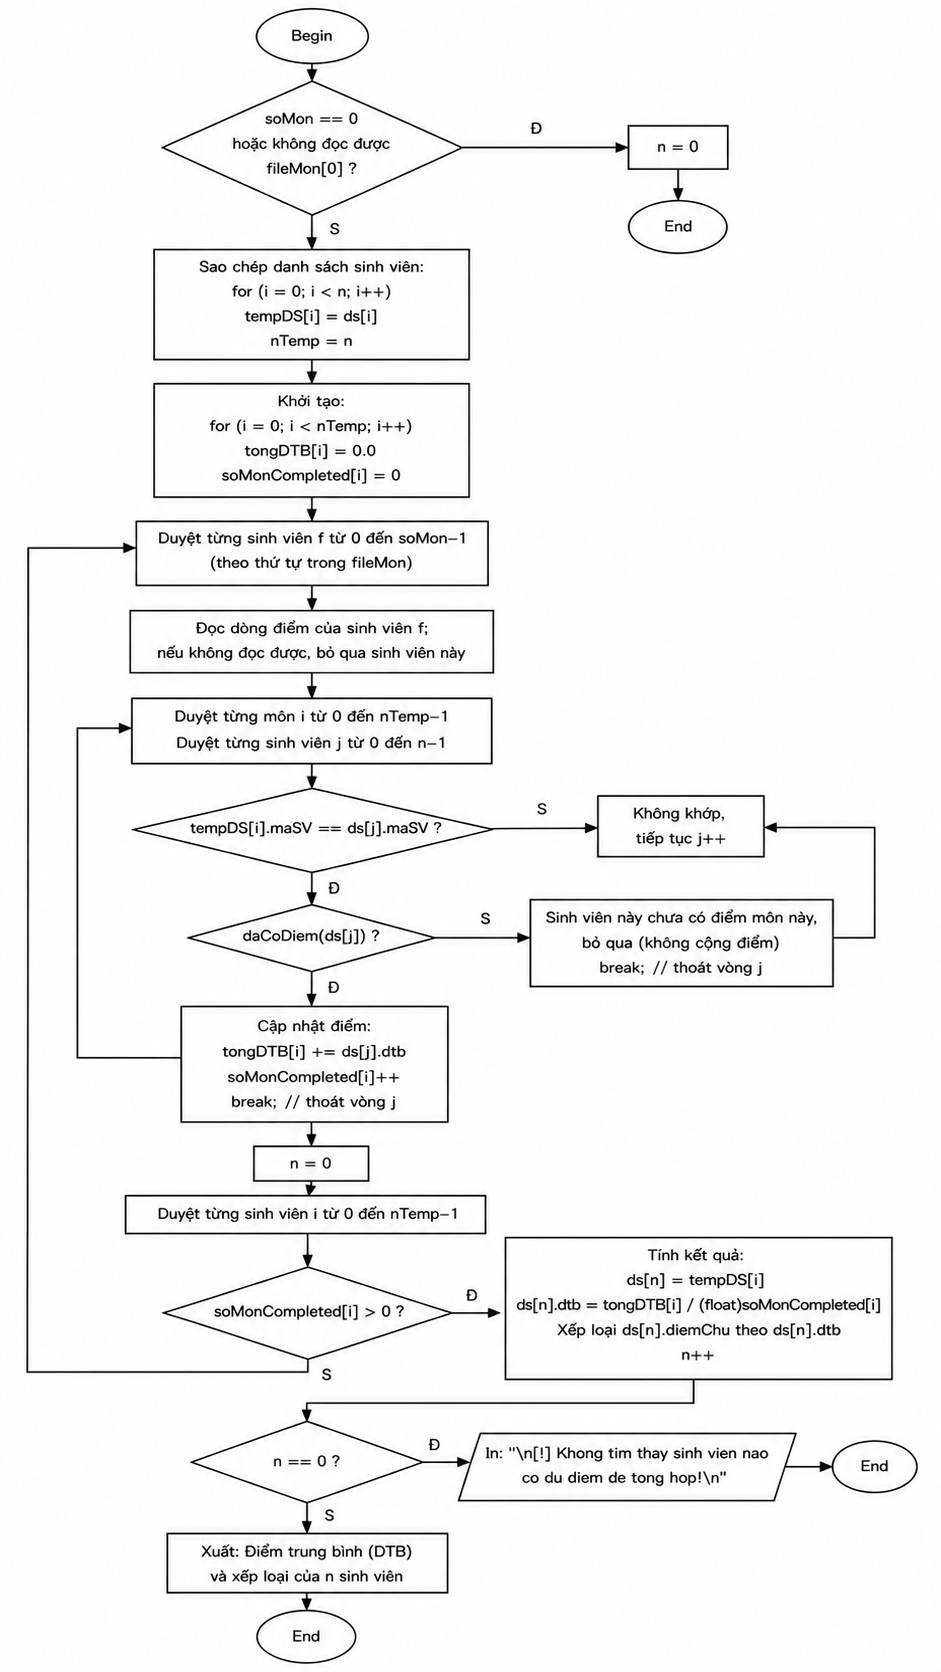 Begin
soMon == 0
hoặc không đọc được
fileMon[0] ?
Đ
n = 0
End
S
Sao chép danh sách sinh viên:
for (i = 0; i < n; i++)
tempDS[i] = ds[i]
nTemp = n
Khởi tạo:
for (i = 0; i < nTemp; i++)
tongDTB[i] = 0.0
soMonCompleted[i] = 0
Duyệt từng sinh viên f từ 0 đến soMon−1
(theo thứ tự trong fileMon)
Đọc dòng điểm của sinh viên f;
nếu không đọc được, bỏ qua sinh viên này
Duyệt từng môn i từ 0 đến nTemp−1
Duyệt từng sinh viên j từ 0 đến n−1
tempDS[i].maSV == ds[j].maSV ?
S
Không khớp,
tiếp tục j++
Đ
daCoDiem(ds[j]) ?
S
Sinh viên này chưa có điểm môn này,
bỏ qua (không cộng điểm)
break; // thoát vòng j
Đ
Cập nhật điểm:
tongDTB[i] += ds[j].dtb
soMonCompleted[i]++
break; // thoát vòng j
n = 0
Duyệt từng sinh viên i từ 0 đến nTemp−1
soMonCompleted[i] > 0 ?
Đ
Tính kết quả:
ds[n] = tempDS[i]
ds[n].dtb = tongDTB[i] / (float)soMonCompleted[i]
Xếp loại ds[n].diemChu theo ds[n].dtb
n++
S
n == 0 ?
Đ
In: "\n[!] Khong tim thay sinh vien nao
co du diem de tong hop!\n"
End
S
Xuất: Điểm trung bình (DTB)
và xếp loại của n sinh viên
End